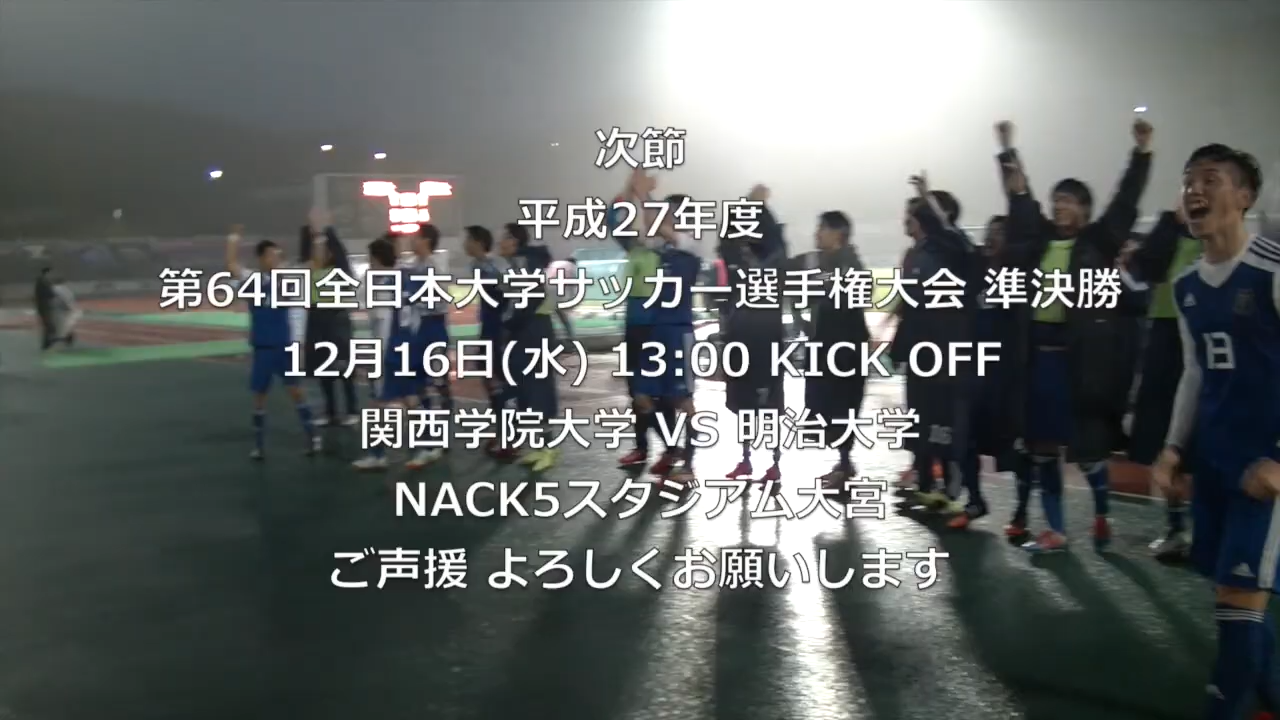 次節
平成27年度
第64回全日本大学サッカー選手権大会 準決勝
12月16日(水) 13:00 KICK OFF
関西学院大学 VS 明治大学
NACK5スタジアム大宮
ご声援 よろしくお願いします
13
16